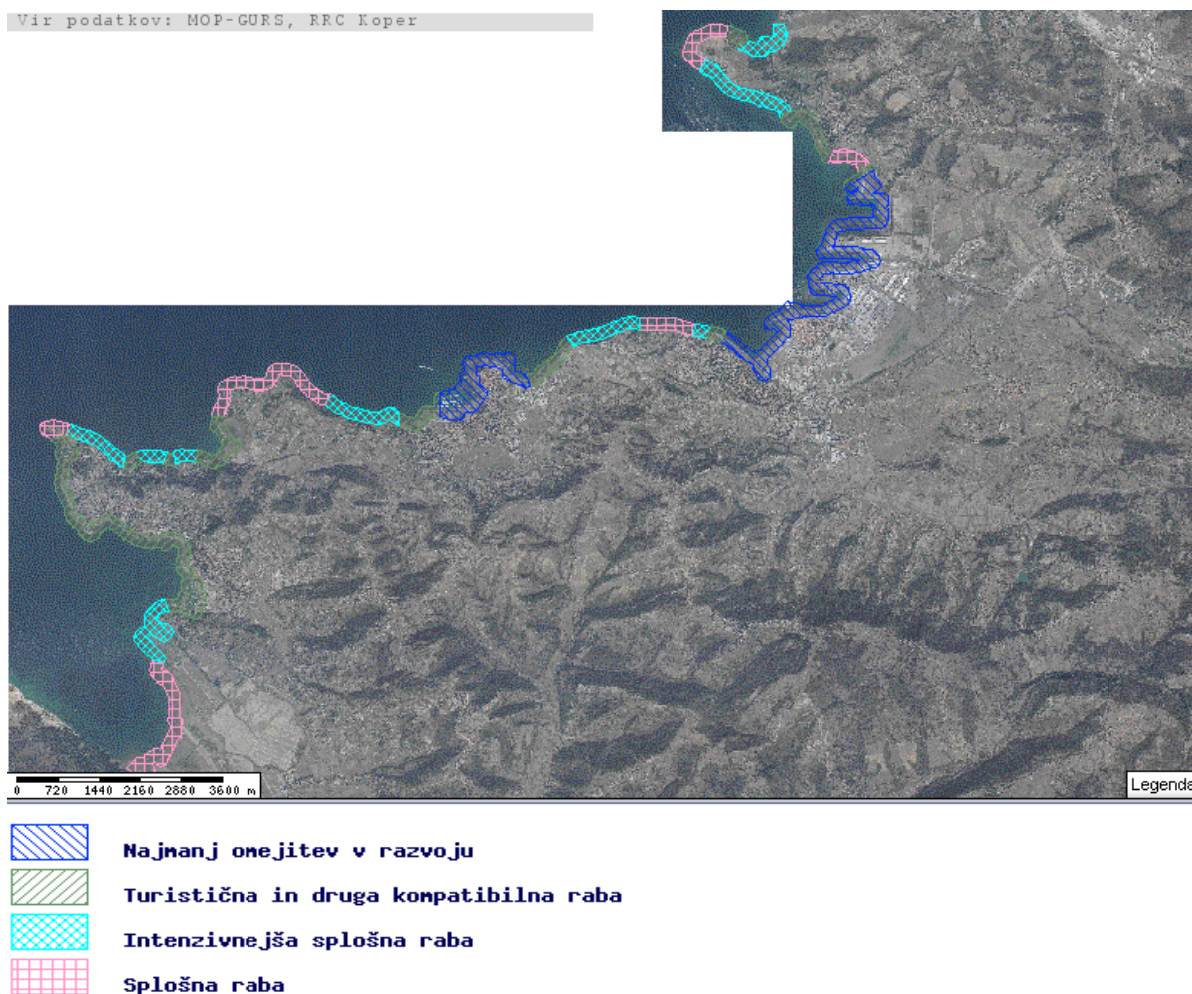 Vir podatkov: MOP-GURS, RRC Koper
0 720 1440 2160 2880 3600 m
Legenda
Najmanj omejitev v razvoju
Turistična in druga kompatibilna raba
Intenzivnejša splošna raba
Splošna raba